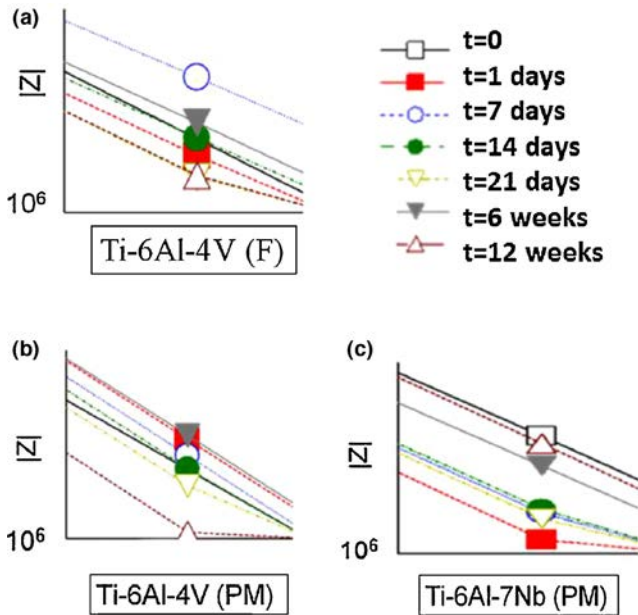 (a)
|Z|
10⁶
Ti-6Al-4V (F)
t=0
t=1 days
t=7 days
t=14 days
t=21 days
t=6 weeks
t=12 weeks
(b)
|Z|
10⁶
Ti-6Al-4V (PM)
(c)
|Z|
10⁶
Ti-6Al-7Nb (PM)